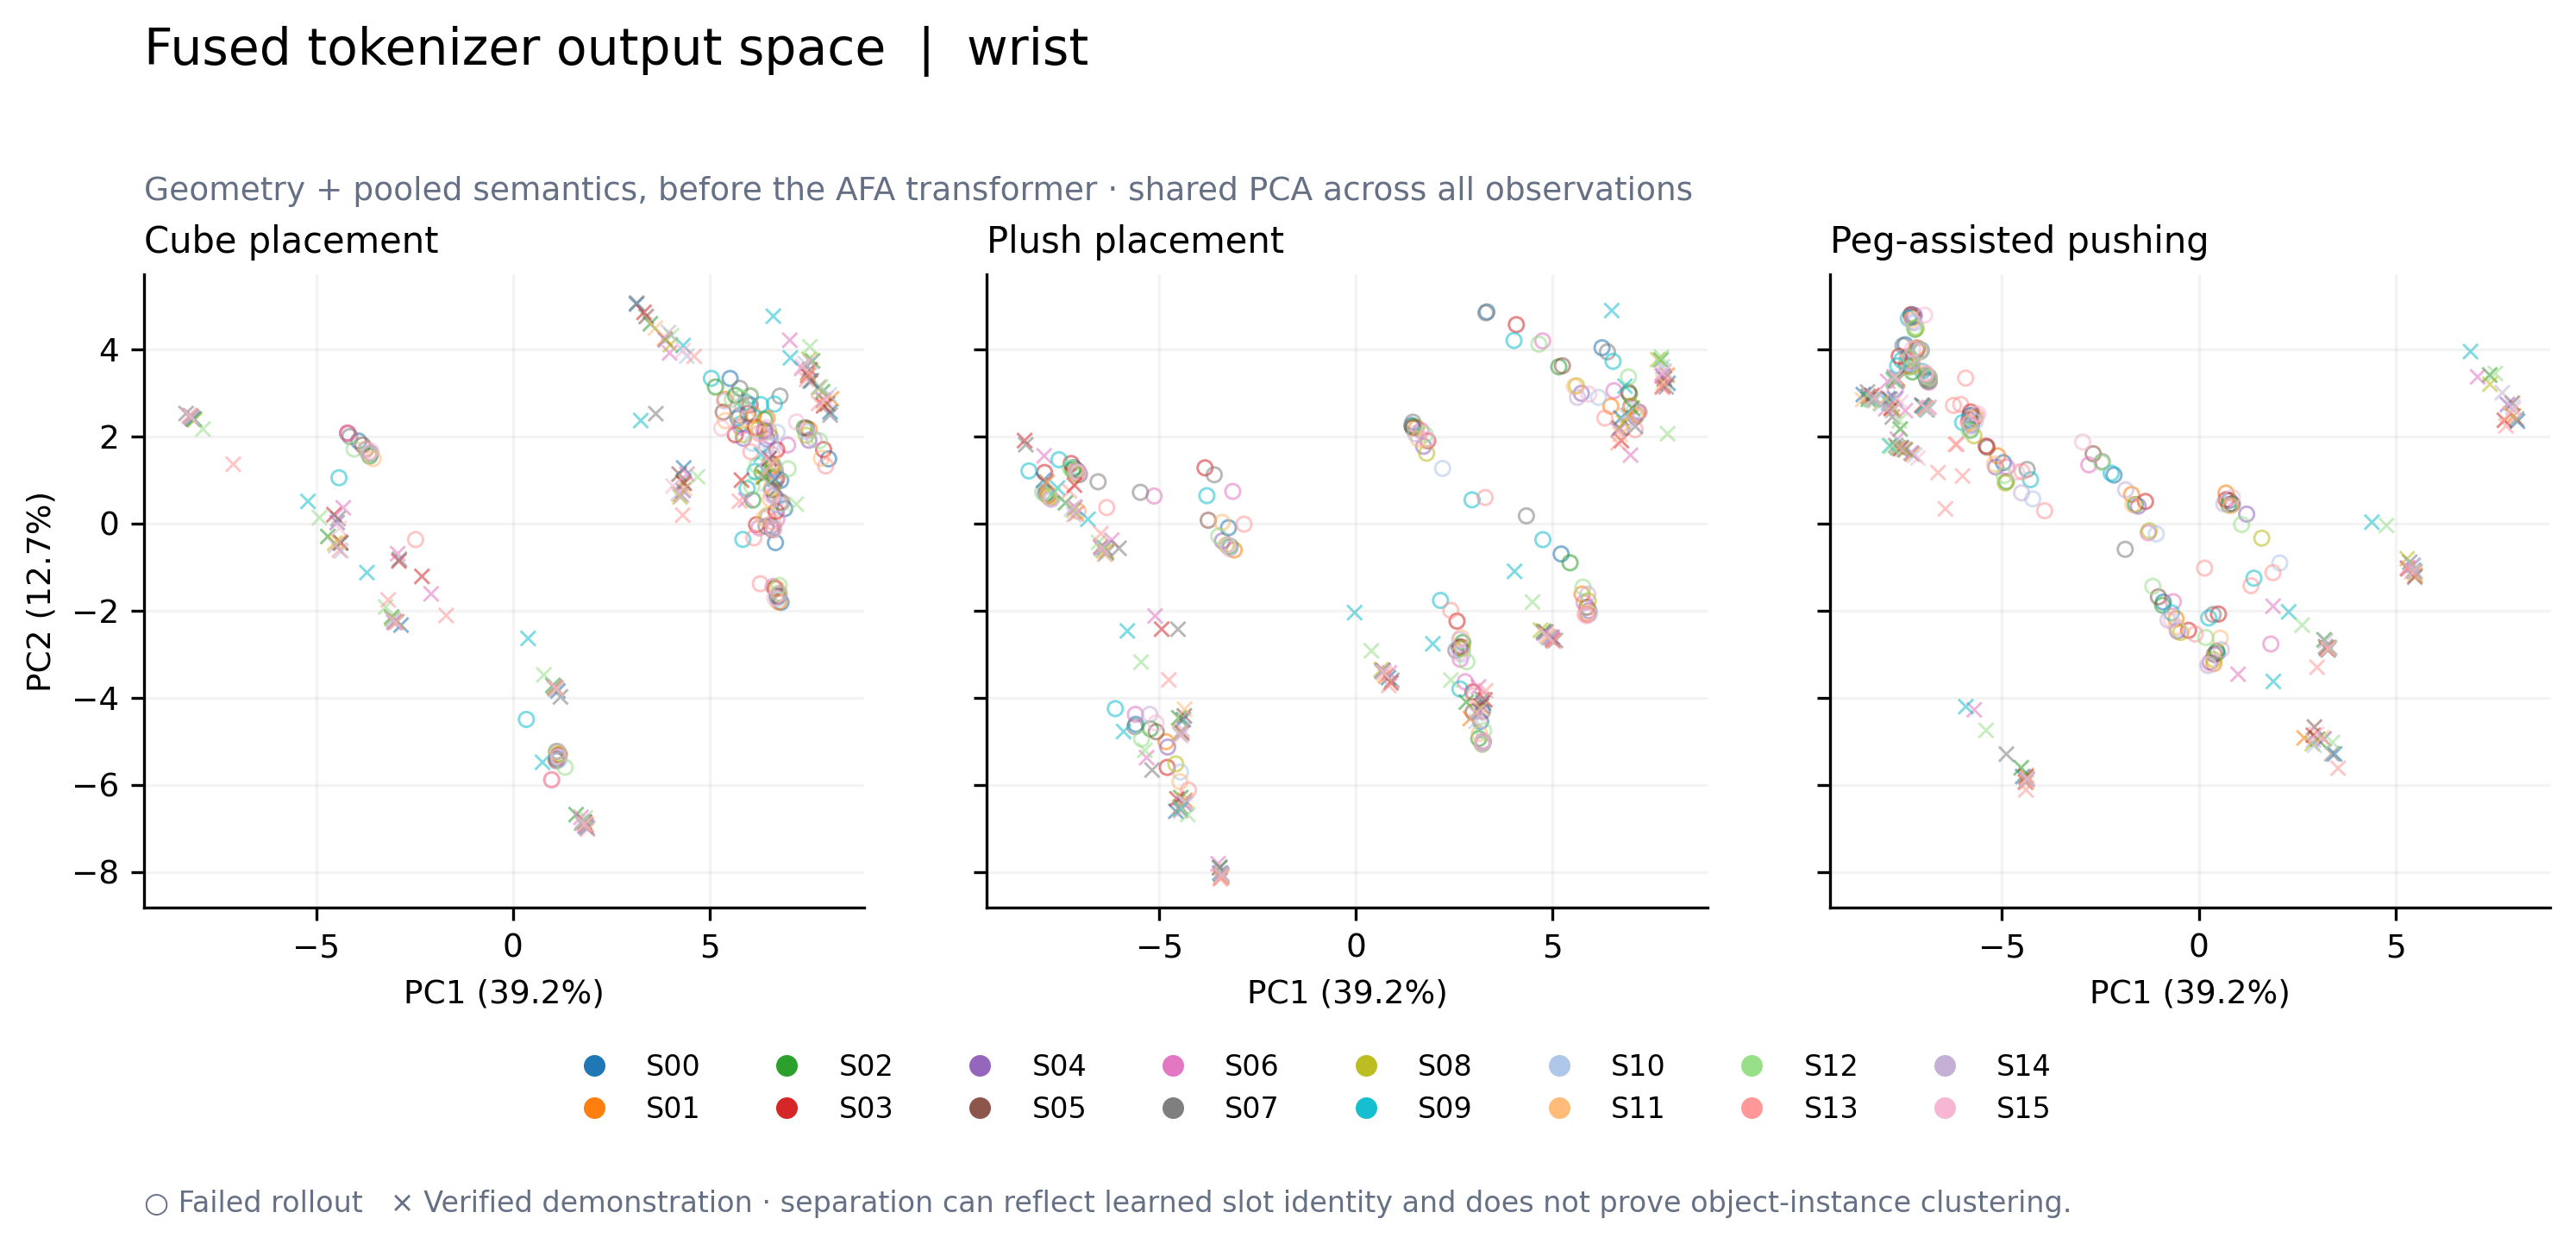 Fused tokenizer output space | wrist
Geometry + pooled semantics, before the AFA transformer · shared PCA across all observations
Cube placement
Plush placement
Peg-assisted pushing
PC2 (12.7%)
4
2
0
−2
−4
−6
−8
−5 0 5
−5 0 5
−5 0 5
PC1 (39.2%)
PC1 (39.2%)
PC1 (39.2%)
S00 S02 S04 S06 S08 S10 S12 S14
S01 S03 S05 S07 S09 S11 S13 S15
○ Failed rollout × Verified demonstration · separation can reflect learned slot identity and does not prove object-instance clustering.